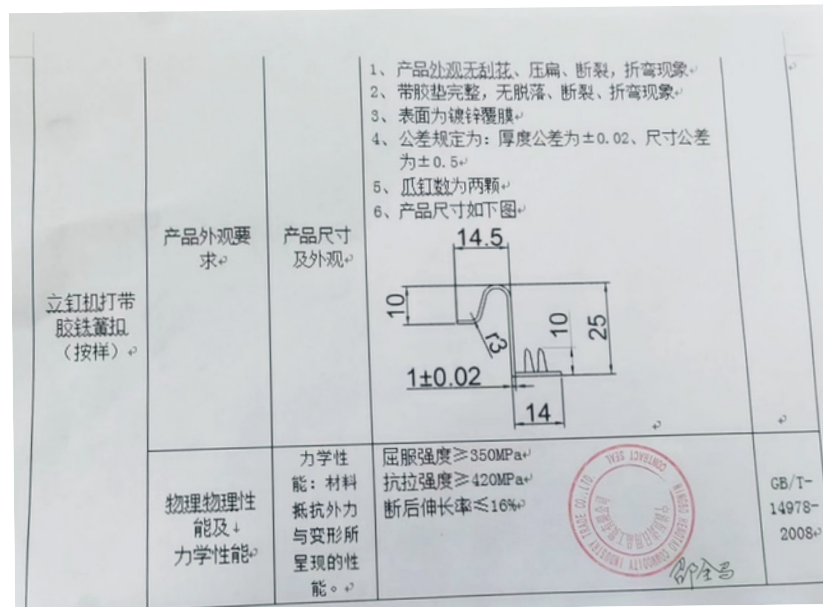 立钉机打带
胶铁簧扣
（按样）
产品外观要
求
产品尺寸
及外观
1、产品外观无刮花、压扁、断裂，折弯现象
2、带胶垫完整，无脱落、断裂、折弯现象
3、表面为镀锌覆膜
4、公差规定为：厚度公差为±0.02、尺寸公差
为±0.5
5、瓜钉数为两颗
6、产品尺寸如下图
14.5
10
r3
10
25
1±0.02
14
物理物理性
能及↓
力学性能
力学性
能：材料
抵抗外力
与变形所
呈现的性
能。
屈服强度≥350MPa
抗拉强度≥420MPa
断后伸长率≤16%
CONTRACT SEAL
COMMODITY INDUSTRY TRADE CO.,LTD
GB/T-
14978-
2008